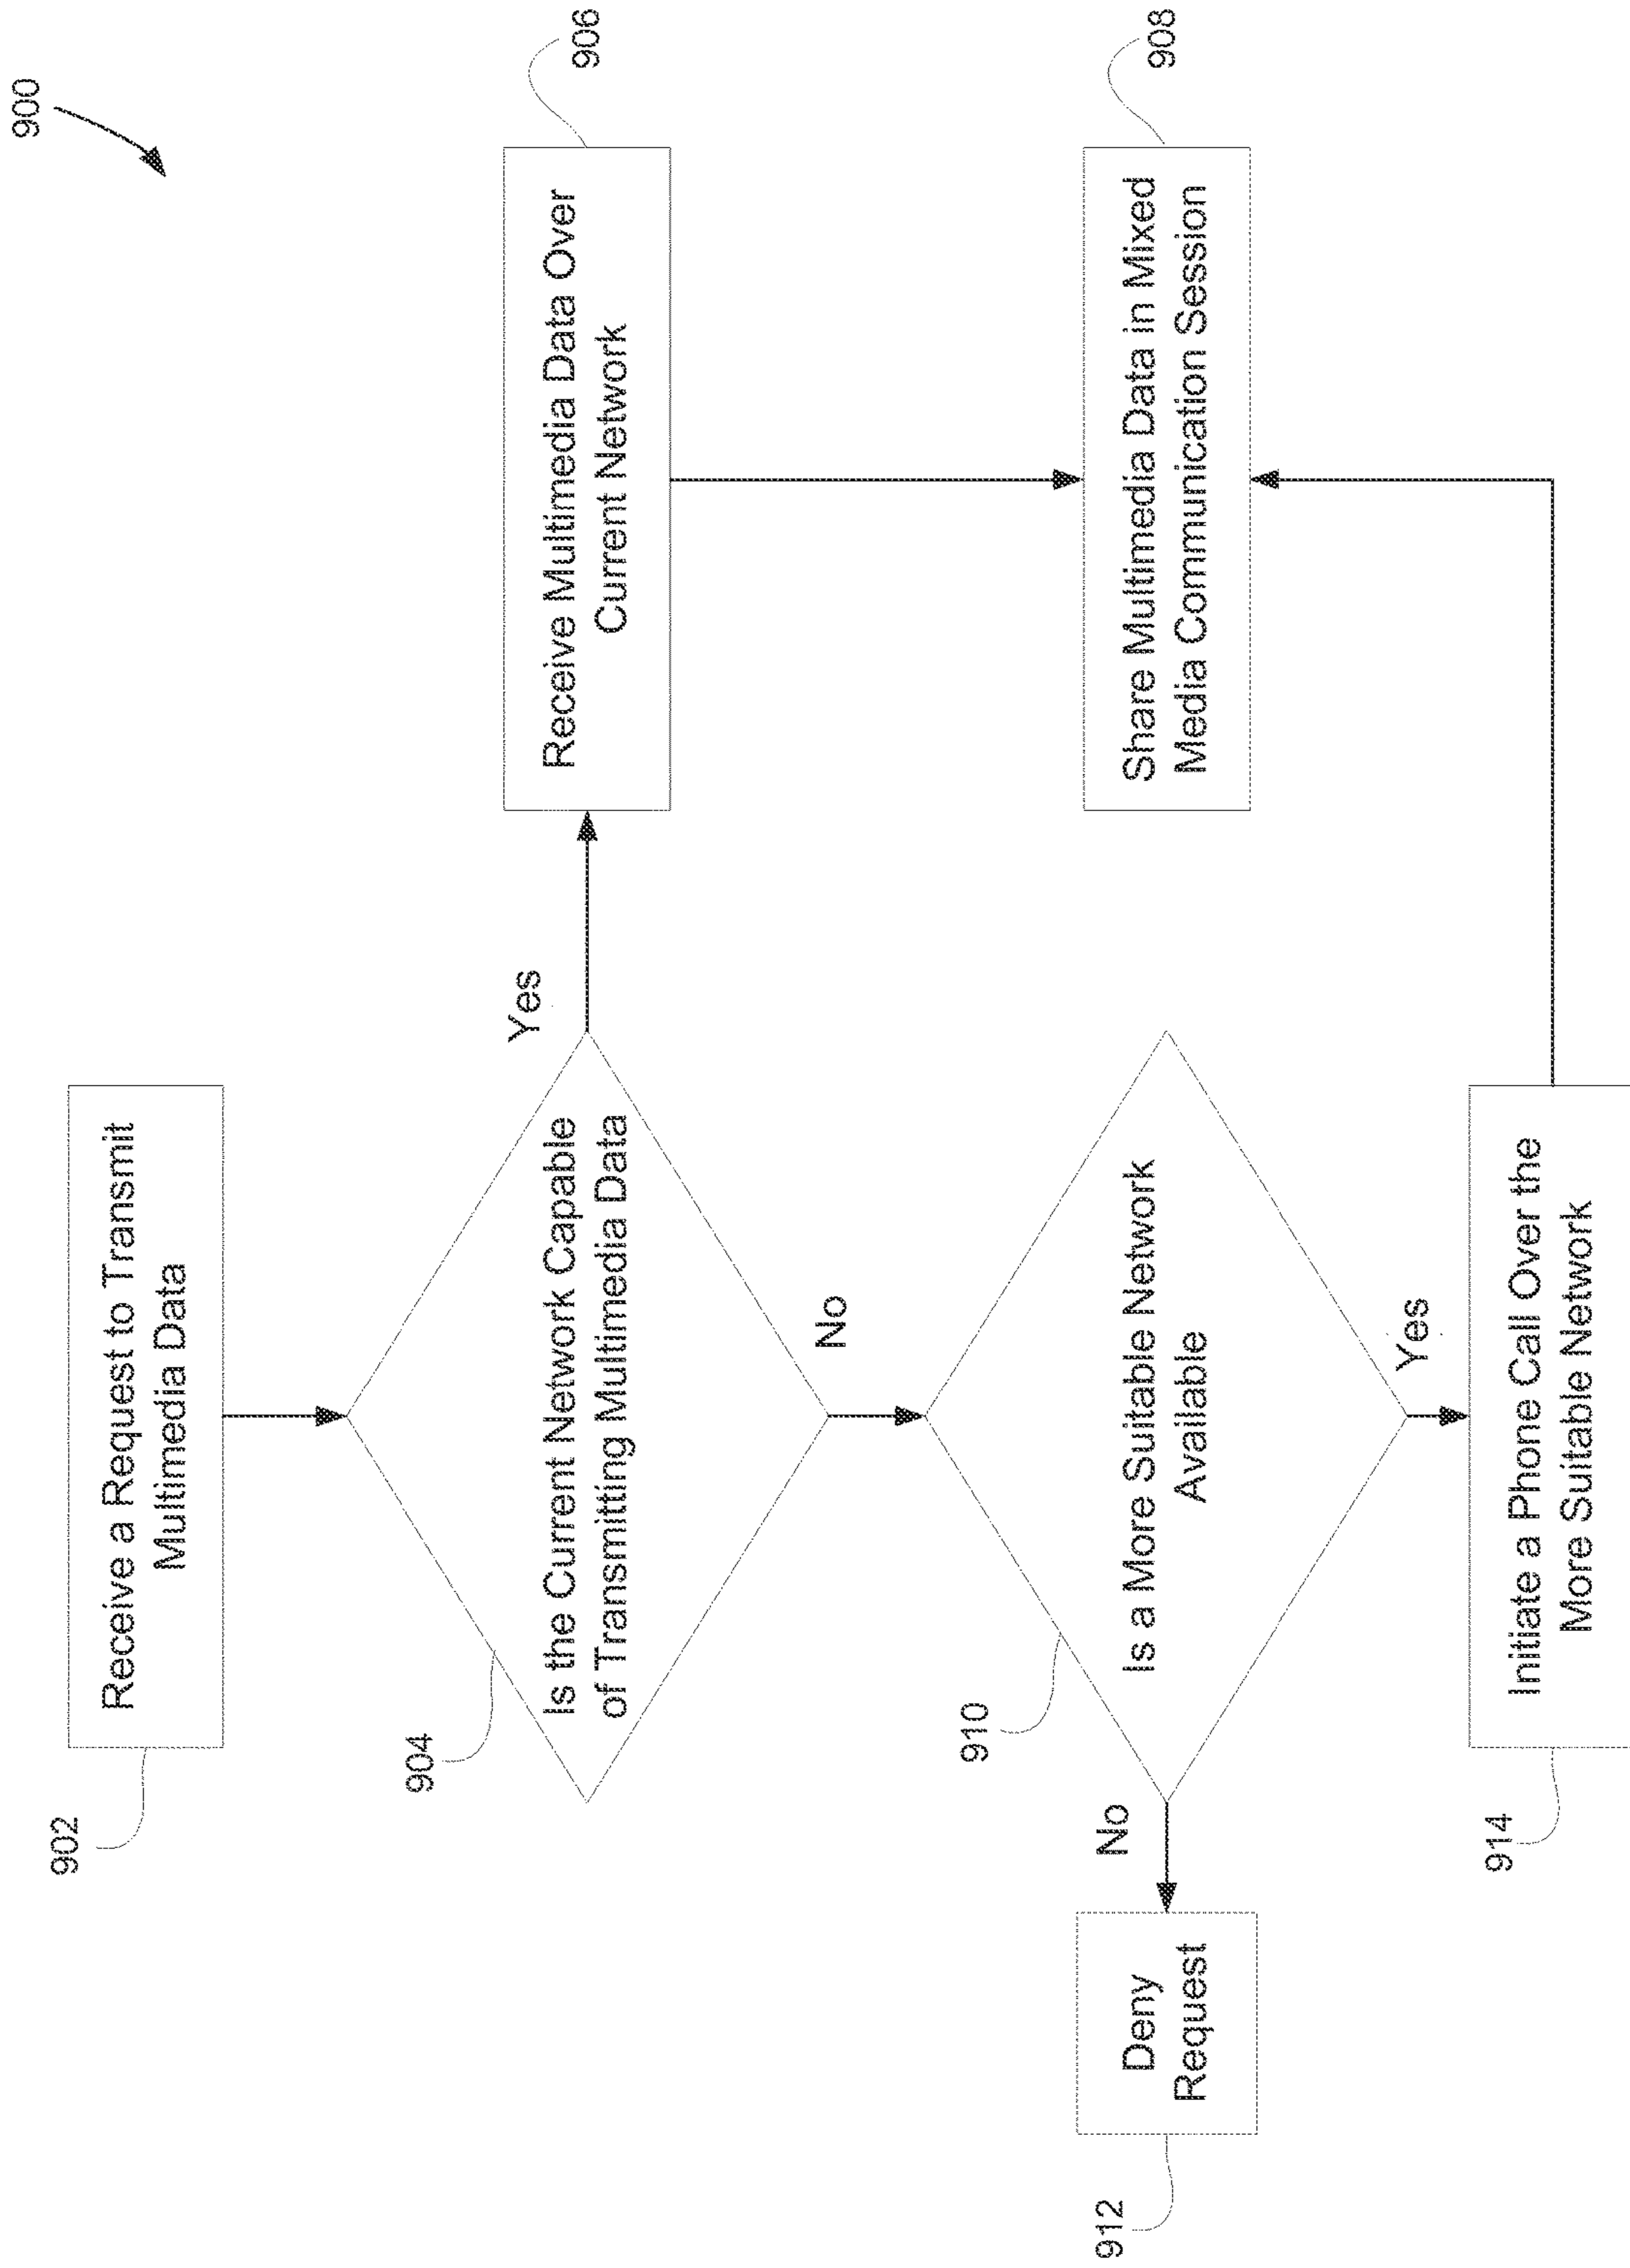 900
902
Receive a Request to Transmit
Multimedia Data
904
Is the Current Network Capable
of Transmitting Multimedia Data
Yes
Receive Multimedia Data Over
Current Network
906
No
910
Is a More Suitable Network
Available
No
Deny
Request
912
Yes
Share Multimedia Data in Mixed
Media Communication Session
908
Initiate a Phone Call Over the
More Suitable Network
914